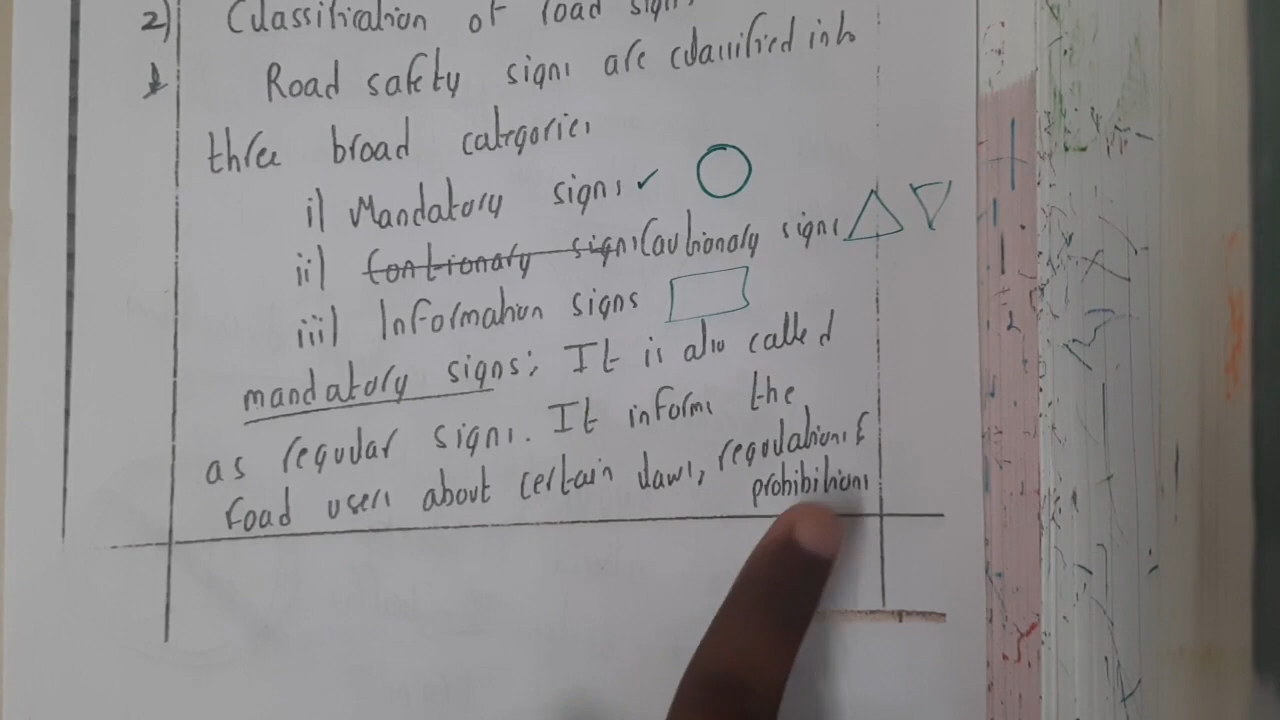 2) Classification of road signs
Road safety signs are classified into
three broad categories
i) Mandatory signs ✓
ii) Contionary signs Cautionary signs
iii) Information signs
mandatory signs: It is also called
as regular signs. It informs the
road users about certain laws, regulations &
prohibitions